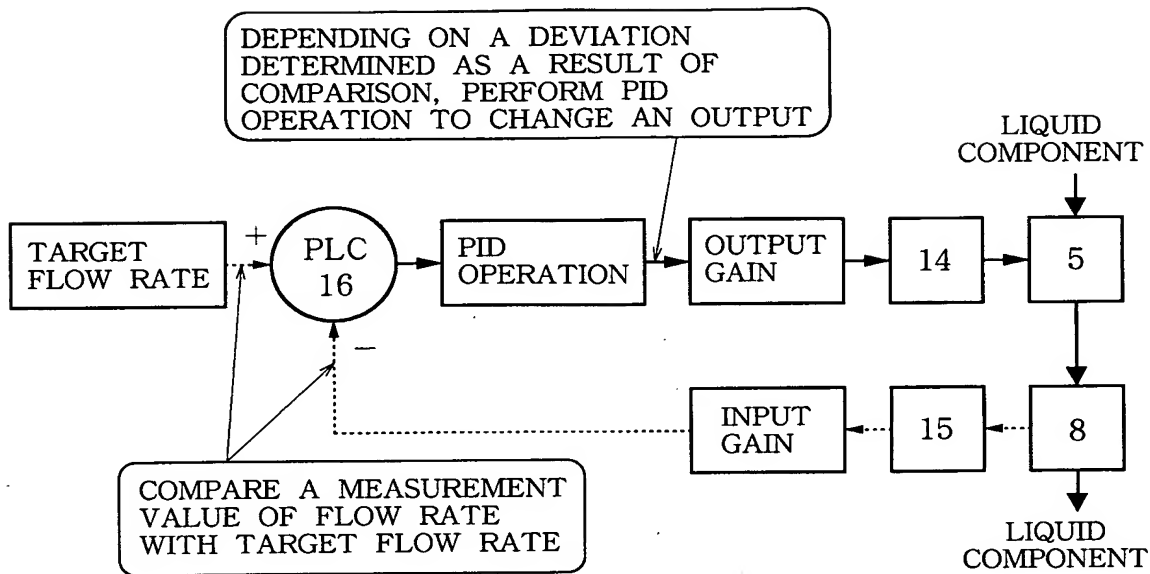 DEPENDING ON A DEVIATION
DETERMINED AS A RESULT OF
COMPARISON, PERFORM PID
OPERATION TO CHANGE AN OUTPUT
LIQUID
COMPONENT
TARGET
FLOW RATE
+
PLC
16
PID
OPERATION
OUTPUT
GAIN
14
5
−
INPUT
GAIN
15
8
COMPARE A MEASUREMENT
VALUE OF FLOW RATE
WITH TARGET FLOW RATE
LIQUID
COMPONENT